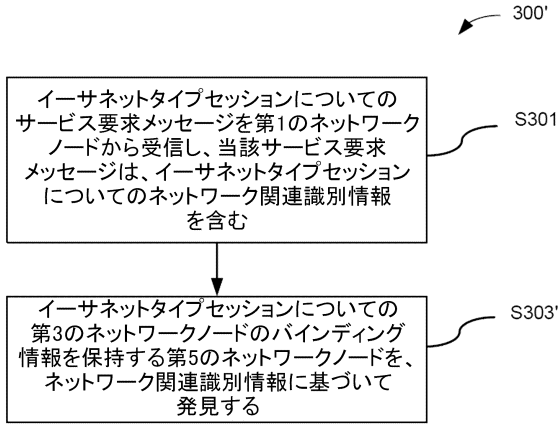 300'
イーサネットタイプセッションについての
サービス要求メッセージを第1のネットワーク
ノードから受信し、当該サービス要求
メッセージは、イーサネットタイプセッション
についてのネットワーク関連識別情報
を含む
S301
イーサネットタイプセッションについての
第3のネットワークノードのバインディング
情報を保持する第5のネットワークノードを、
ネットワーク関連識別情報に基づいて
発見する
S303'